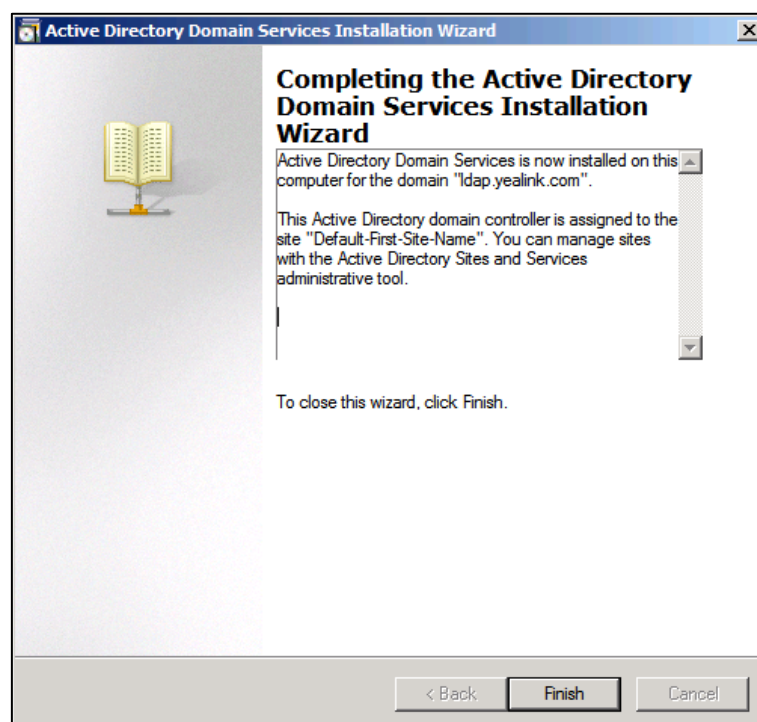 Active Directory Domain Services Installation Wizard
Completing the Active Directory
Domain Services Installation
Wizard
Active Directory Domain Services is now installed on this
computer for the domain "ldap.yealink.com".
This Active Directory domain controller is assigned to the
site "Default-First-Site-Name". You can manage sites
with the Active Directory Sites and Services
administrative tool.
To close this wizard, click Finish.
< Back
Finish
Cancel